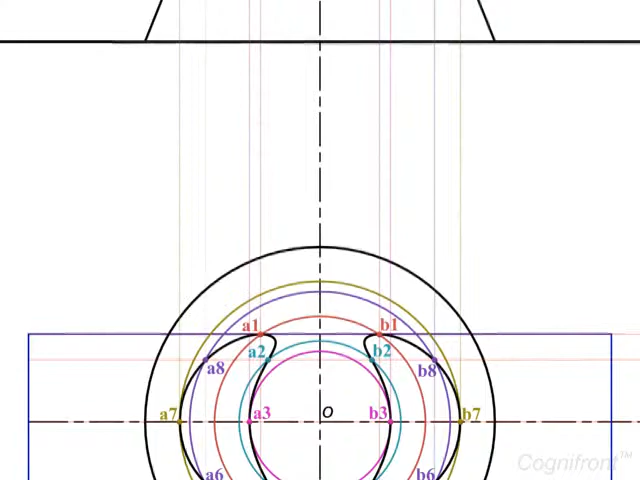 a1 b1
a2 b2
a8 b8
a7 a3 o b3 b7
a6 b6
Cognifront™